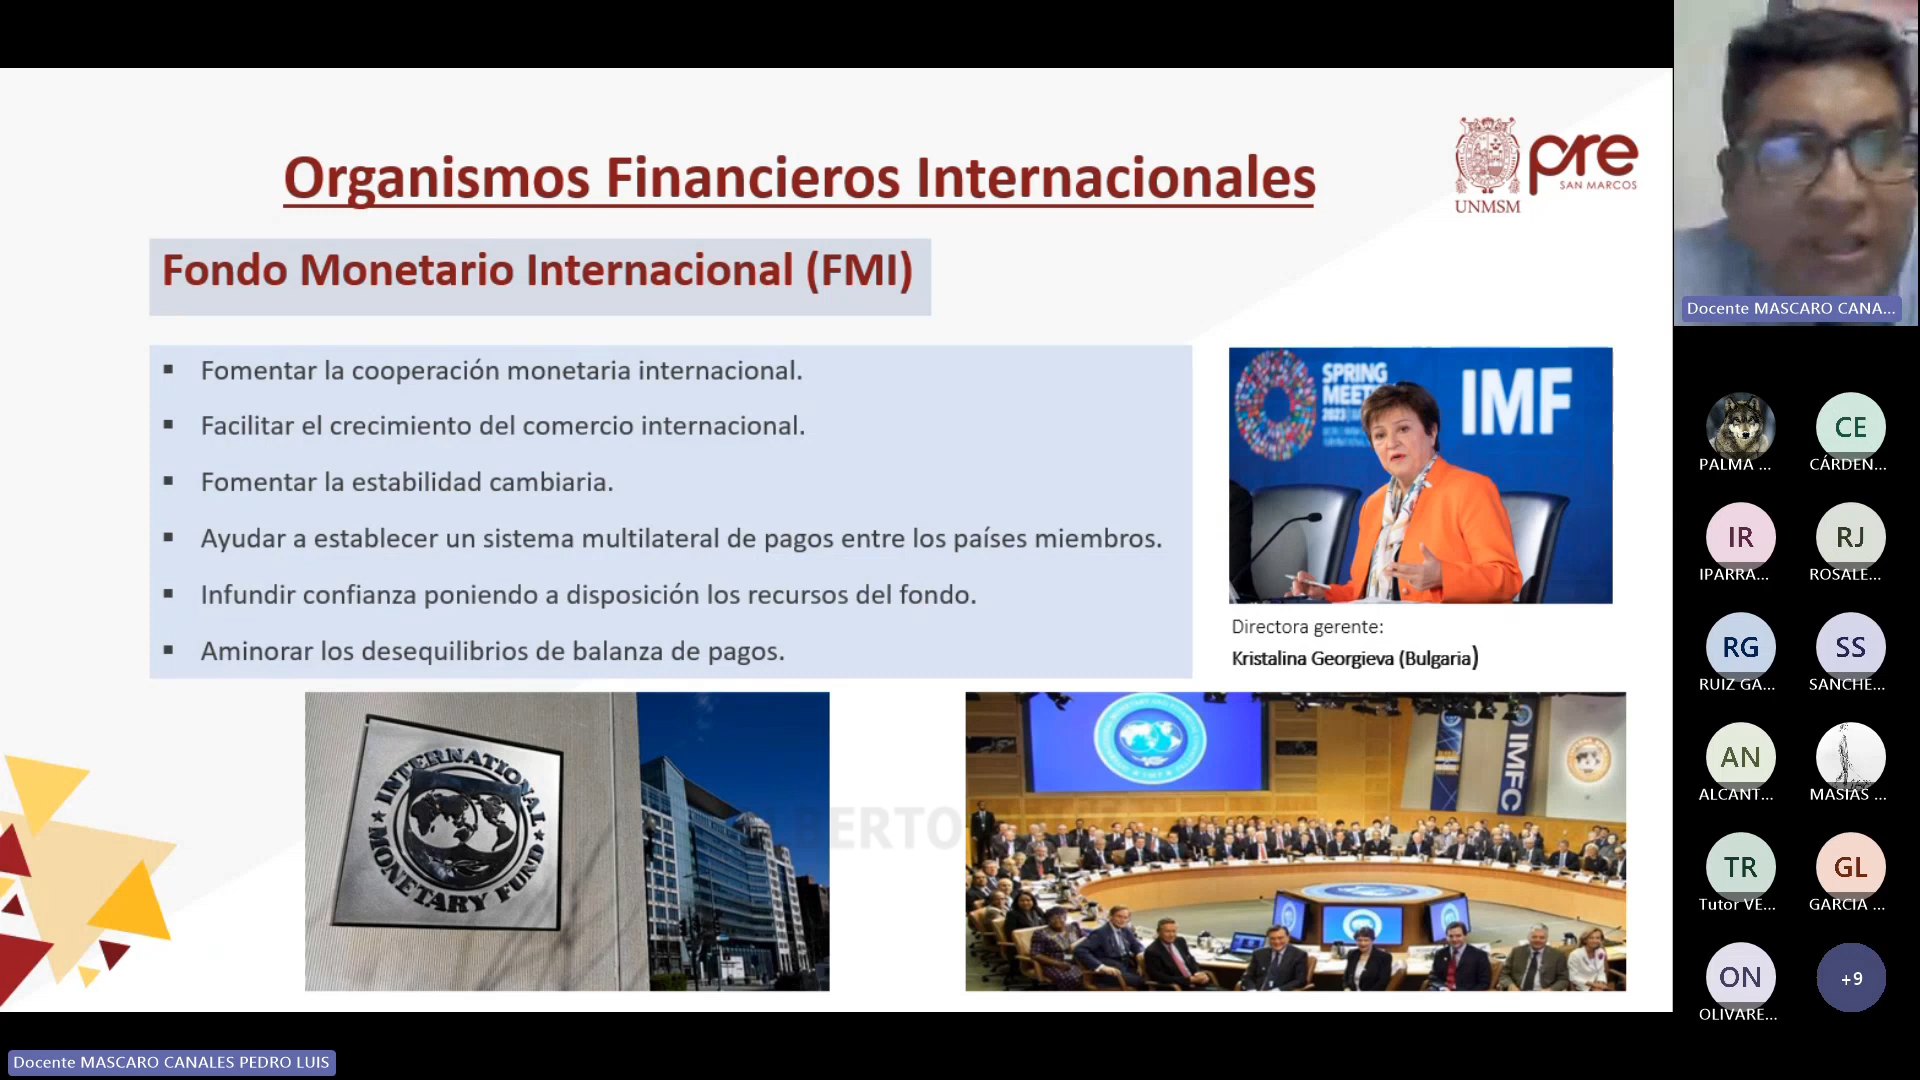 Organismos Financieros Internacionales
UNMSM
pre
SAN MARCOS
Fondo Monetario Internacional (FMI)
▪ Fomentar la cooperación monetaria internacional.
▪ Facilitar el crecimiento del comercio internacional.
▪ Fomentar la estabilidad cambiaria.
▪ Ayudar a establecer un sistema multilateral de pagos entre los países miembros.
▪ Infundir confianza poniendo a disposición los recursos del fondo.
▪ Aminorar los desequilibrios de balanza de pagos.
SPRING
IMF
2023
Directora gerente:
Kristalina Georgieva (Bulgaria)
INTERNATIONAL
MONETARY FUND
BERTO
IMFC
Docente MASCARO CANA...
PALMA ...
CE
CÁRDEN...
IR
IPARRA...
RJ
ROSALE...
RG
RUIZ GA...
SS
SANCHE...
AN
ALCANT...
MASIAS ...
TR
Tutor VE...
GL
GARCIA ...
ON
OLIVARE...
+9
Docente MASCARO CANALES PEDRO LUIS